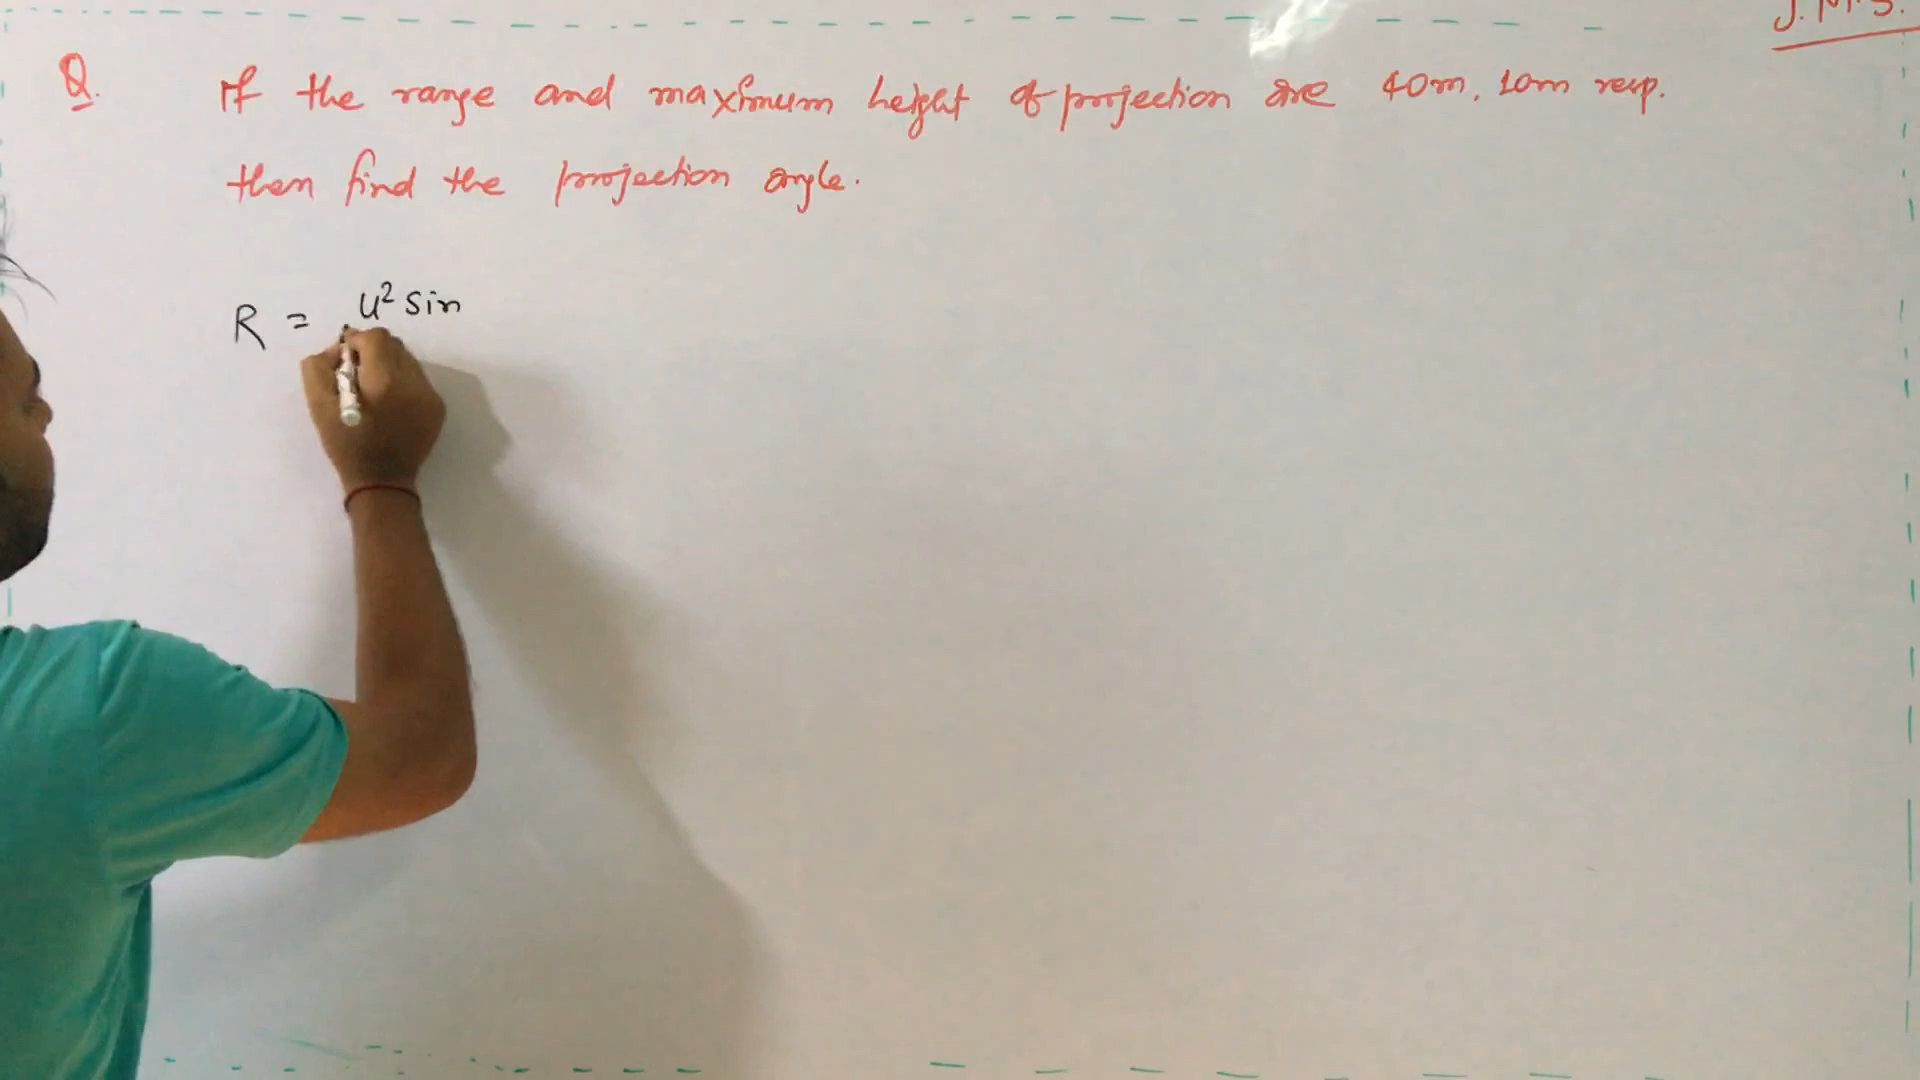 J.M.S.
Q. If the range and maximum height of projection are 40m, 10m resp.
then find the projection angle.
R = u² sin